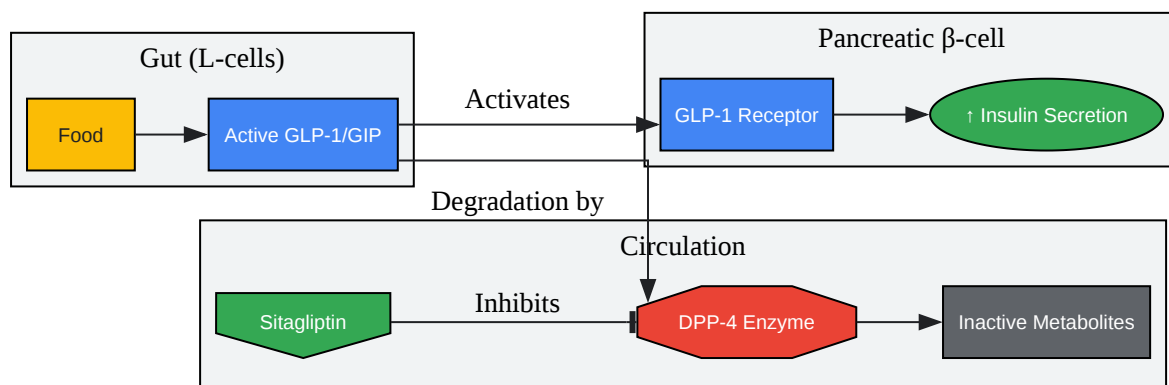 Gut (L-cells)
Food
Active GLP-1/GIP
Activates
Pancreatic β-cell
GLP-1 Receptor
↑ Insulin Secretion
Degradation by
Circulation
Sitagliptin
Inhibits
DPP-4 Enzyme
Inactive Metabolites